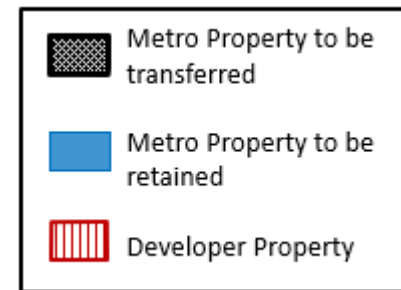 Metro Property to be
transferred
Metro Property to be
retained
Developer Property